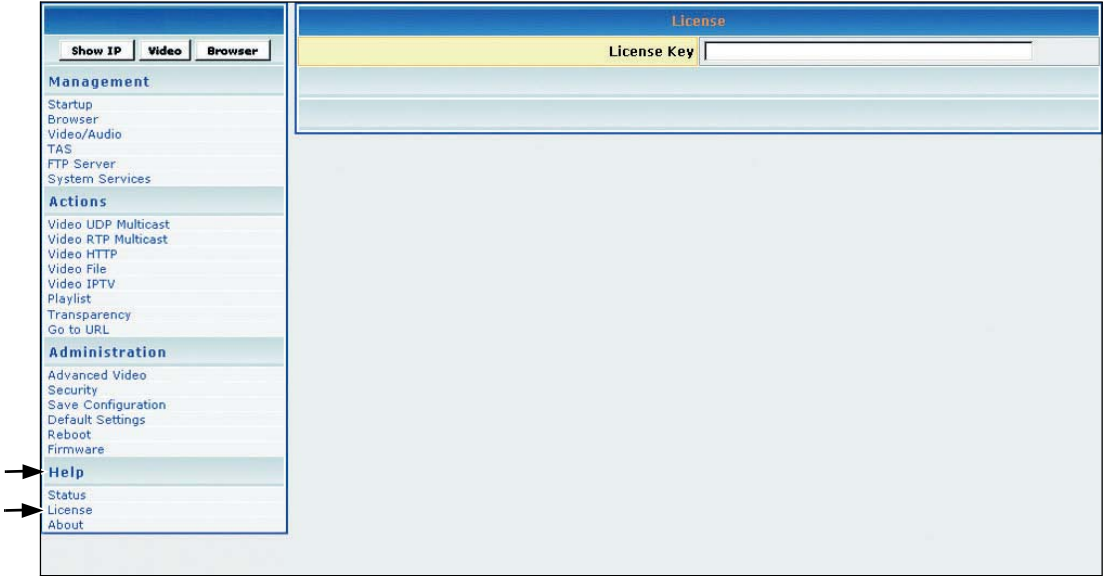 Show IP Video Browser
Management
Startup
Browser
Video/Audio
TAS
FTP Server
System Services
Actions
Video UDP Multicast
Video RTP Multicast
Video HTTP
Video File
Video IPTV
Playlist
Transparency
Go to URL
Administration
Advanced Video
Security
Save Configuration
Default Settings
Reboot
Firmware
Help
Status
License
About
License
License Key